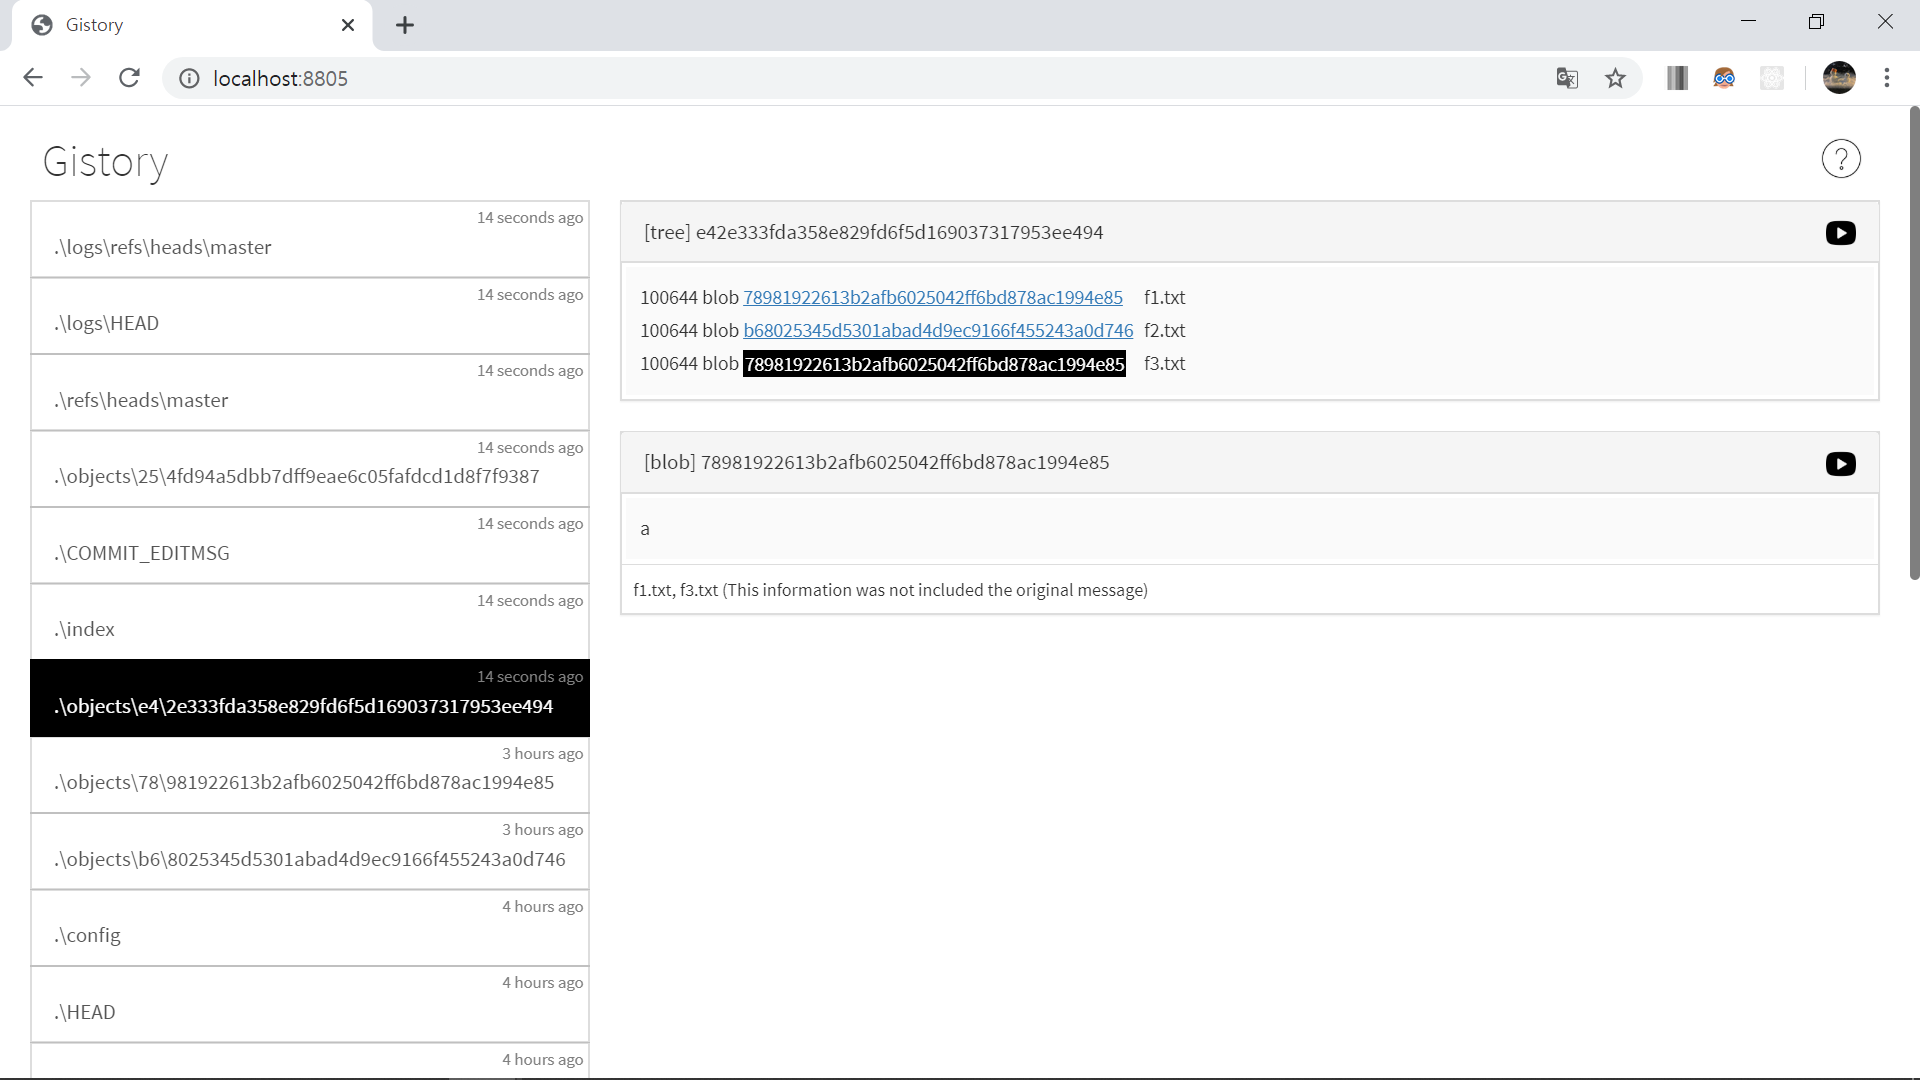 Gistory
localhost:8805
Gistory
14 seconds ago
.\logs\refs\heads\master
14 seconds ago
.\logs\HEAD
14 seconds ago
.\refs\heads\master
14 seconds ago
.\objects\25\4fd94a5dbb7dff9eae6c05fafdcd1d8f7f9387
14 seconds ago
.\COMMIT_EDITMSG
14 seconds ago
.\index
14 seconds ago
.\objects\e4\2e333fda358e829fd6f5d169037317953ee494
3 hours ago
.\objects\78\981922613b2afb6025042ff6bd878ac1994e85
3 hours ago
.\objects\b6\8025345d5301abad4d9ec9166f455243a0d746
4 hours ago
.\config
4 hours ago
.\HEAD
4 hours ago
?
[tree] e42e333fda358e829fd6f5d169037317953ee494
100644 blob 78981922613b2afb6025042ff6bd878ac1994e85 f1.txt
100644 blob b68025345d5301abad4d9ec9166f455243a0d746 f2.txt
100644 blob 78981922613b2afb6025042ff6bd878ac1994e85 f3.txt
[blob] 78981922613b2afb6025042ff6bd878ac1994e85
a
f1.txt, f3.txt (This information was not included the original message)